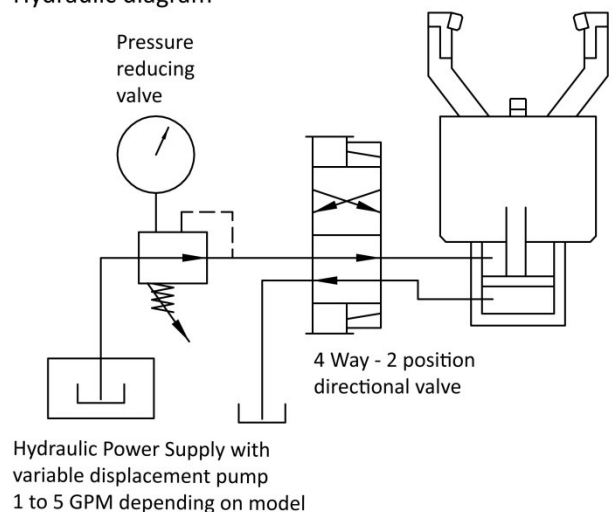 Hydraulic diagram
Pressure
reducing
valve
4 Way - 2 position
directional valve
Hydraulic Power Supply with
variable displacement pump
1 to 5 GPM depending on model